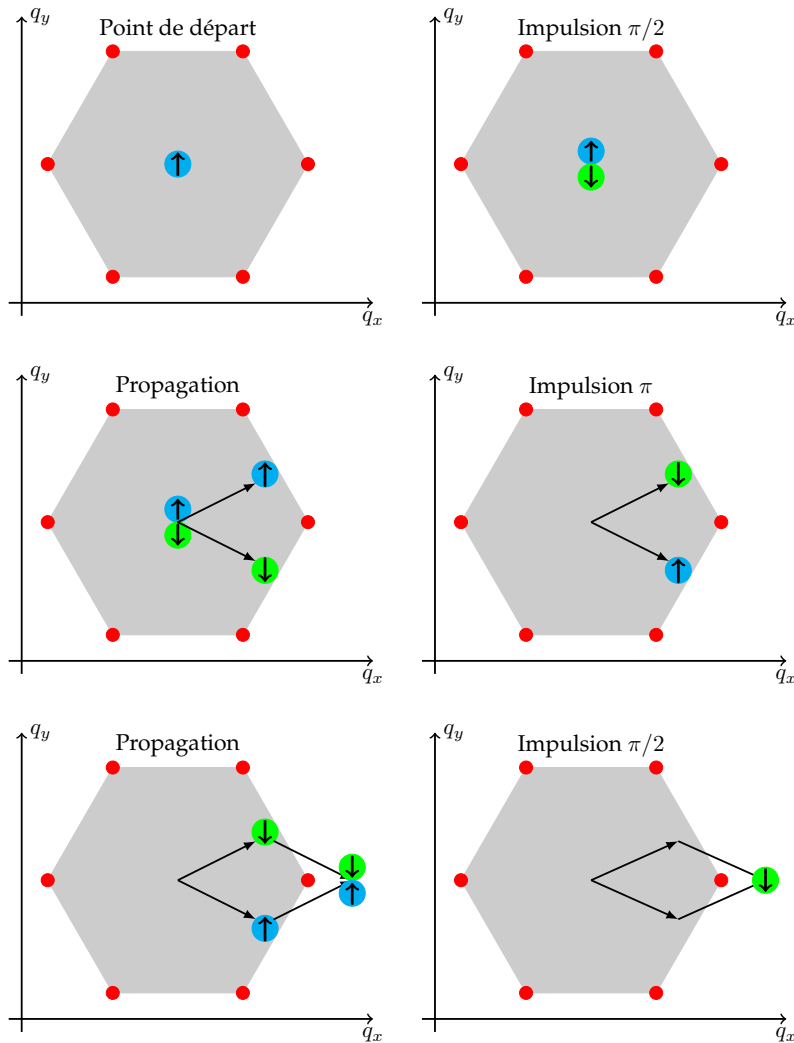 q_y
Point de départ
q_x
q_y
Impulsion π/2
q_x
q_y
Propagation
q_x
q_y
Impulsion π
q_x
q_y
Propagation
q_x
q_y
Impulsion π/2
q_x